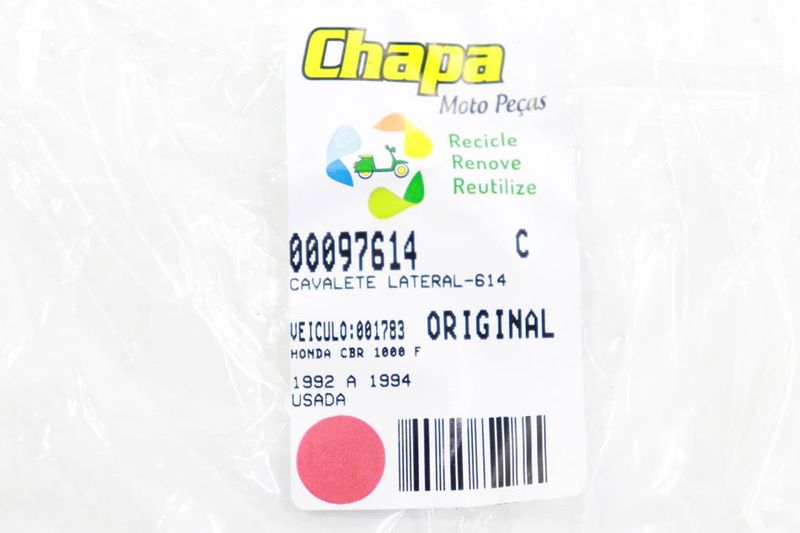 Chapa
Moto Peças
Recicle
Renove
Reutilize
00097614 C
CAVALETE LATERAL-614
VEICULO:001783 ORIGINAL
HONDA CBR 1000 F
1992 A 1994
USADA